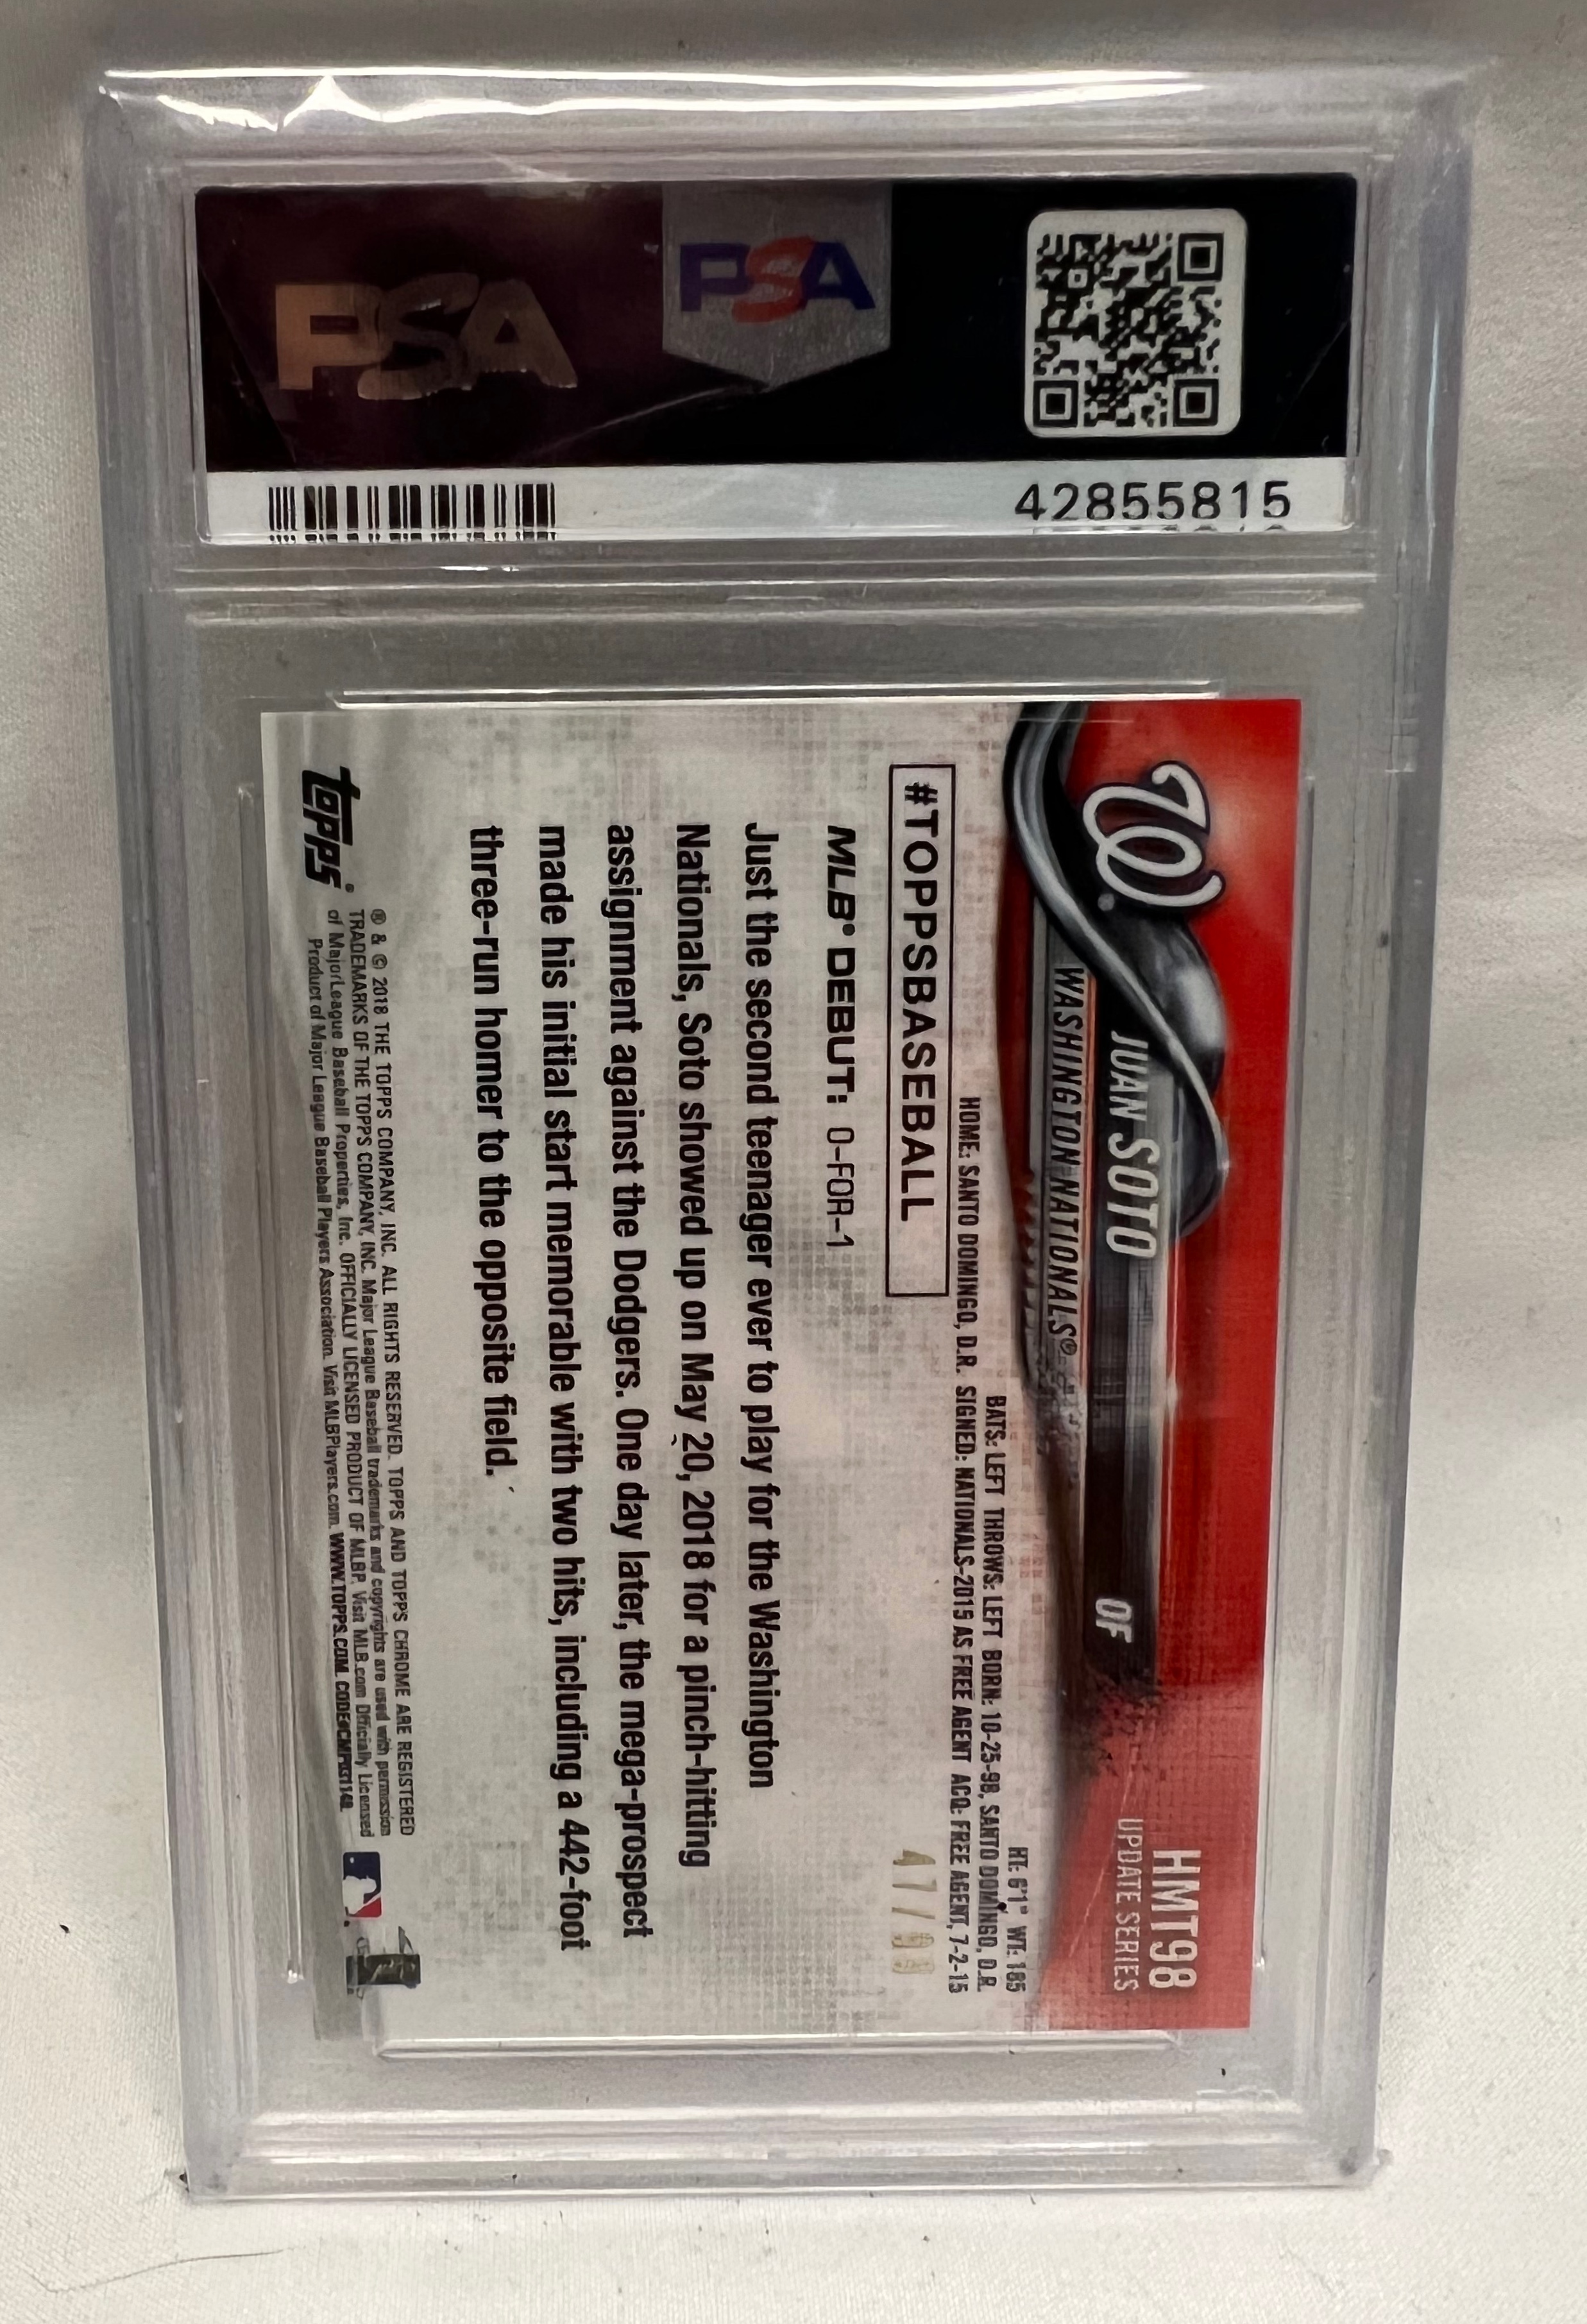 PSA
PSA
42855815
W
JUAN SOTO
OF
WASHINGTON NATIONALS®
HMT98
UPDATE SERIES
HT: 6'1" WT: 185
BATS: LEFT THROWS: LEFT BORN: 10-25-98, SANTO DOMINGO, D.R.
HOME: SANTO DOMINGO, D.R. SIGNED: NATIONALS-2015 AS FREE AGENT ACQ: FREE AGENT, 7-2-15
#TOPPSBASEBALL
47/99
MLB® DEBUT: 0-FOR-1
Just the second teenager ever to play for the Washington
Nationals, Soto showed up on May 20, 2018 for a pinch-hitting
assignment against the Dodgers. One day later, the mega-prospect
made his initial start memorable with two hits, including a 442-foot
three-run homer to the opposite field.
topps®
® & © 2018 THE TOPPS COMPANY, INC. ALL RIGHTS RESERVED. TOPPS AND TOPPS CHROME ARE REGISTERED
TRADEMARKS OF THE TOPPS COMPANY, INC. Major League Baseball trademarks and copyrights are used with permission
of Major League Baseball Properties, Inc. OFFICIALLY LICENSED PRODUCT OF MLBP. Visit MLB.com Officially Licensed
Product of Major League Baseball Players Association. Visit MLBPlayers.com. WWW.TOPPS.COM.